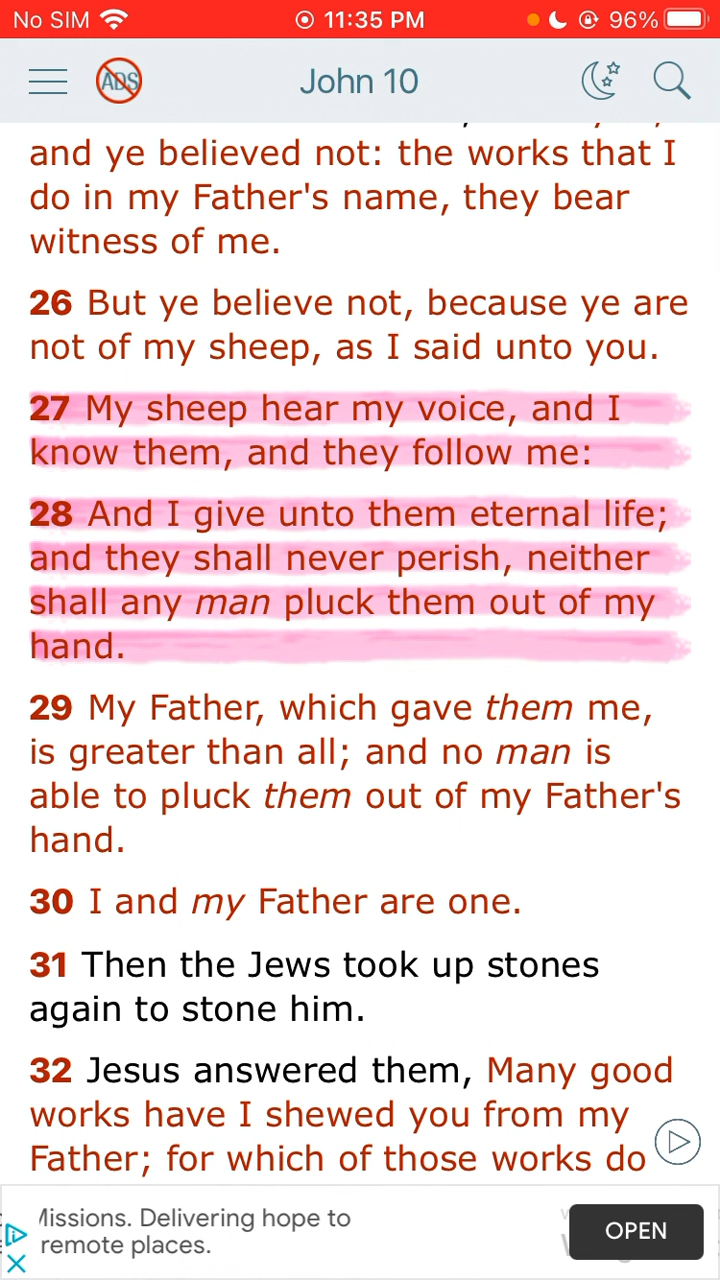 No SIM 11:35 PM 96%
ADS John 10
and ye believed not: the works that I
do in my Father's name, they bear
witness of me.
26 But ye believe not, because ye are
not of my sheep, as I said unto you.
27 My sheep hear my voice, and I
know them, and they follow me:
28 And I give unto them eternal life;
and they shall never perish, neither
shall any man pluck them out of my
hand.
29 My Father, which gave them me,
is greater than all; and no man is
able to pluck them out of my Father's
hand.
30 I and my Father are one.
31 Then the Jews took up stones
again to stone him.
32 Jesus answered them, Many good
works have I shewed you from my
Father; for which of those works do
Missions. Delivering hope to
remote places.
OPEN